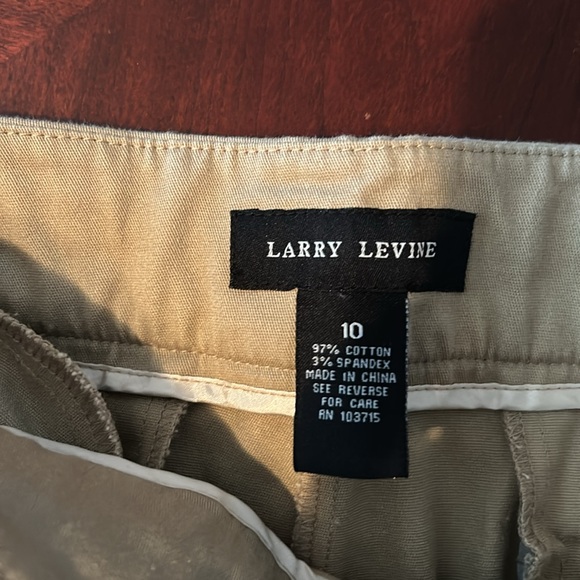 LARRY LEVINE
10
97% COTTON
3% SPANDEX
MADE IN CHINA
SEE REVERSE
FOR CARE
RN 103715